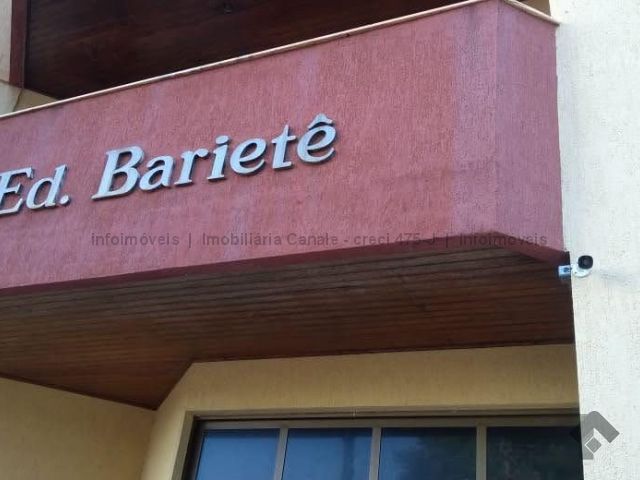 Ed. Barietê
infoimóveis | Imobiliária Canale - creci 475-J | infoimóveis